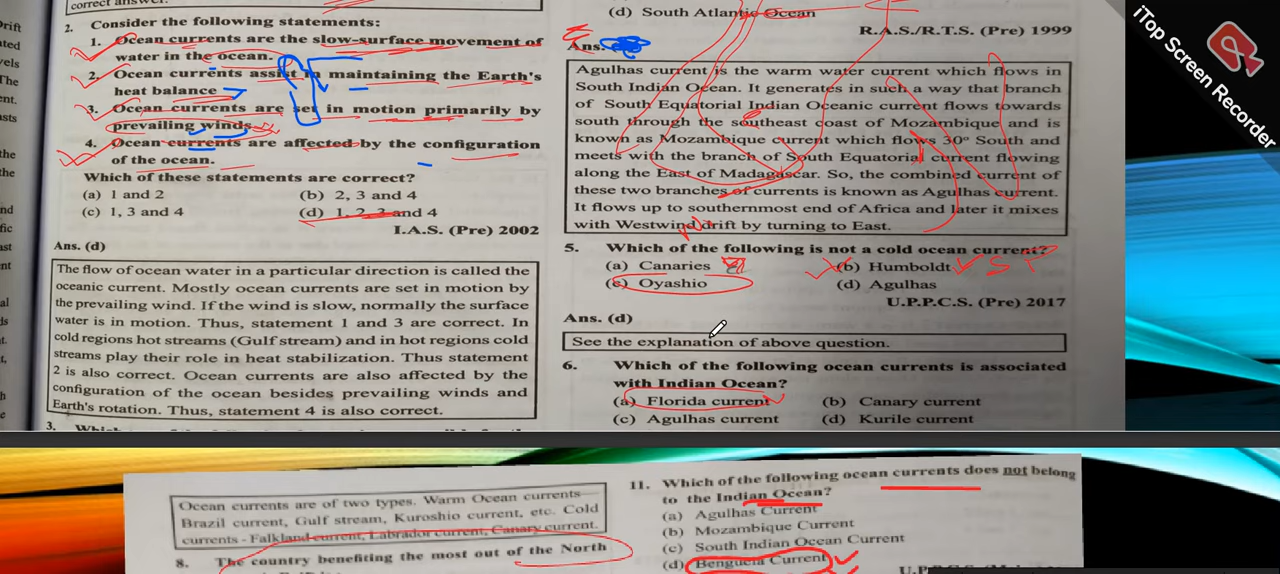 correct answer.
2. Consider the following statements:
1. Ocean currents are the slow-surface movement of
water in the ocean.
2. Ocean currents assist in maintaining the Earth's
heat balance
3. Ocean currents are set in motion primarily by
prevailing winds.
4. Ocean currents are affected by the configuration
of the ocean.
Which of these statements are correct?
(a) 1 and 2 (b) 2, 3 and 4
(c) 1, 3 and 4 (d) 1, 2, 3 and 4
I.A.S. (Pre) 2002
Ans. (d)
The flow of ocean water in a particular direction is called the
oceanic current. Mostly ocean currents are set in motion by
the prevailing wind. If the wind is slow, normally the surface
water is in motion. Thus, statement 1 and 3 are correct. In
cold regions hot streams (Gulf stream) and in hot regions cold
streams play their role in heat stabilization. Thus statement
2 is also correct. Ocean currents are also affected by the
configuration of the ocean besides prevailing winds and
Earth's rotation. Thus, statement 4 is also correct.
3.
(d) South Atlantic Ocean
R.A.S./R.T.S. (Pre) 1999
Ans.
Agulhas current is the warm water current which flows in
South Indian Ocean. It generates in such a way that branch
of South Equatorial Indian Oceanic current flows towards
south through the southeast coast of Mozambique and is
known as Mozambique current which flows 30° South and
meets with the branch of South Equatorial current flowing
along the East of Madagascar. So, the combined current of
these two branches of currents is known as Agulhas current.
It flows up to southernmost end of Africa and later it mixes
with Westwind drift by turning to East.
5. Which of the following is not a cold ocean current?
(a) Canaries (b) Humboldt
(c) Oyashio (d) Agulhas
U.P.P.C.S. (Pre) 2017
Ans. (d)
See the explanation of above question.
6. Which of the following ocean currents is associated
with Indian Ocean?
(a) Florida current (b) Canary current
(c) Agulhas current (d) Kurile current
Ocean currents are of two types. Warm Ocean currents
Brazil current, Gulf stream, Kuroshio current, etc. Cold
currents - Falkland current, Labrador current, Canary current.
8. The country benefiting the most out of the North
11. Which of the following ocean currents does not belong
to the Indian Ocean?
(a) Agulhas Current
(b) Mozambique Current
(c) South Indian Ocean Current
(d) Benguela Current
iTop Screen Recorder